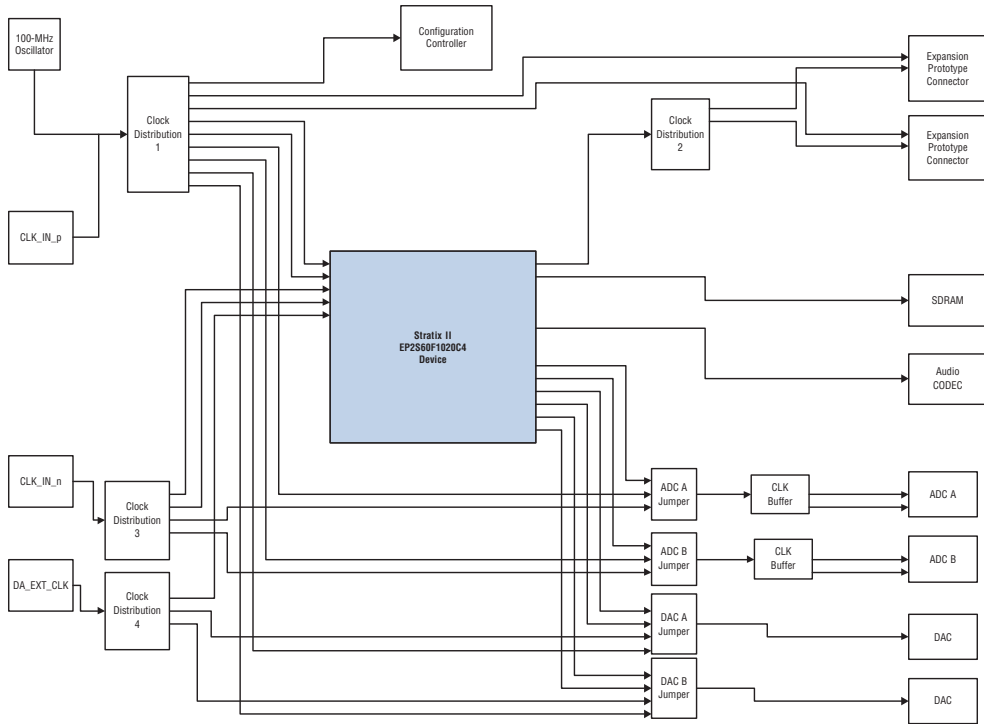 100-MHz
Oscillator
Configuration
Controller
Expansion
Prototype
Connector
Clock
Distribution
1
Clock
Distribution
2
Expansion
Prototype
Connector
CLK_IN_p
Stratix II
EP2S60F1020C4
Device
SDRAM
Audio
CODEC
CLK_IN_n
Clock
Distribution
3
ADC A
Jumper
CLK
Buffer
ADC A
ADC B
Jumper
CLK
Buffer
ADC B
DA_EXT_CLK
Clock
Distribution
4
DAC A
Jumper
DAC
DAC B
Jumper
DAC